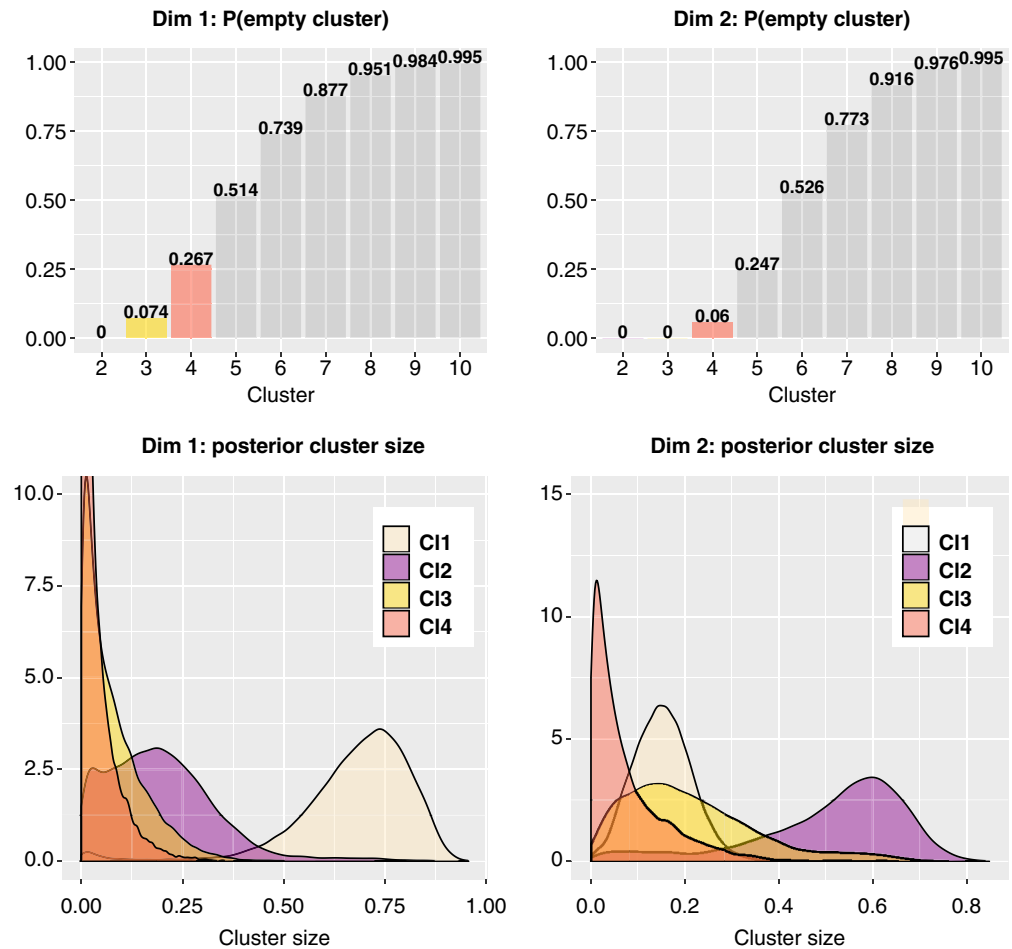 Dim 1: P(empty cluster)
1.00
0.75
0.50
0.25
0.00
0
0.074
0.267
0.514
0.739
0.877
0.951
0.984
0.995
2 3 4 5 6 7 8 9 10
Cluster
Dim 2: P(empty cluster)
1.00
0.75
0.50
0.25
0.00
0
0
0.06
0.247
0.526
0.773
0.916
0.976
0.995
2 3 4 5 6 7 8 9 10
Cluster
Dim 1: posterior cluster size
10.0
7.5
5.0
2.5
0.0
Cl1
Cl2
Cl3
Cl4
0.00 0.25 0.50 0.75 1.00
Cluster size
Dim 2: posterior cluster size
15
10
5
0
Cl1
Cl2
Cl3
Cl4
0.0 0.2 0.4 0.6 0.8
Cluster size